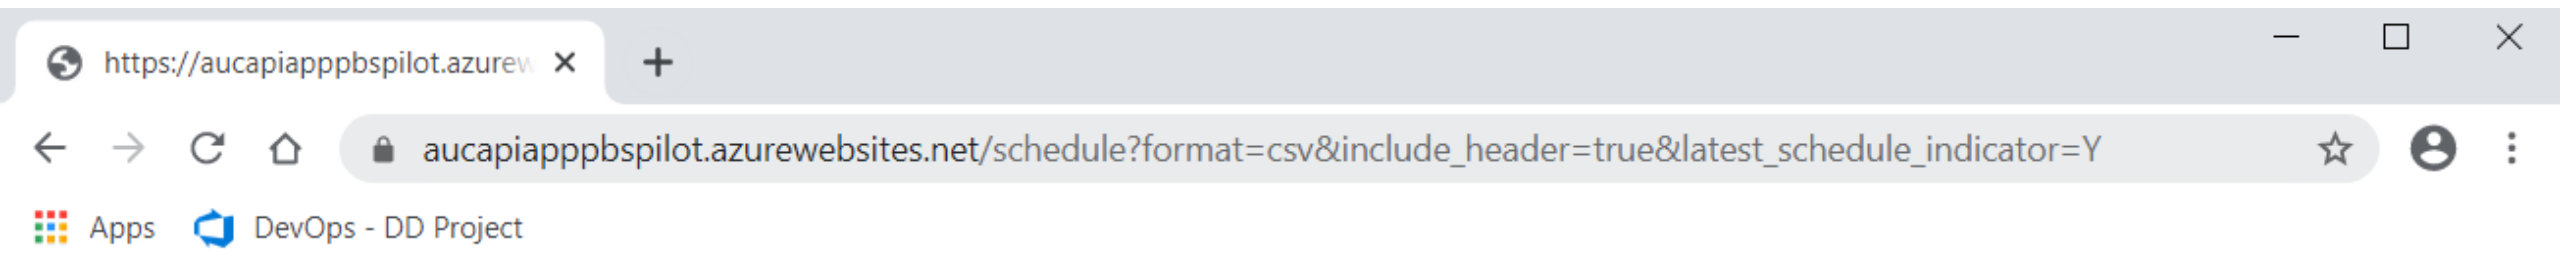 https://aucapiapppbspilot.azurew
aucapiapppbspilot.azurewebsites.net/schedule?format=csv&include_header=true&latest_schedule_indicator=Y
Apps DevOps - DD Project